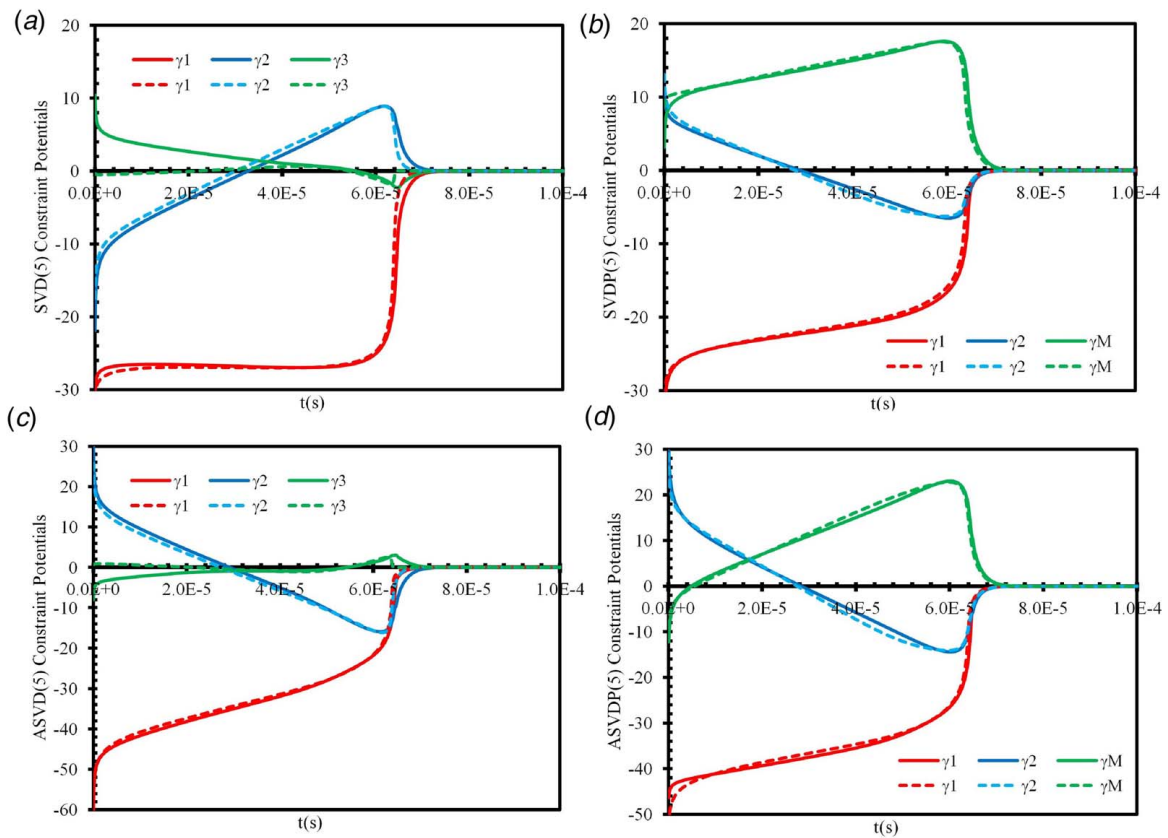 (a)
SVD(5) Constraint Potentials
20
10
0
-10
-20
-30
γ1 γ2 γ3
γ1 γ2 γ3
0.0E+0 2.0E-5 4.0E-5 6.0E-5 8.0E-5 1.0E-4
t(s)
(b)
SVDP(5) Constraint Potentials
20
10
0
-10
-20
-30
0.0E+0 2.0E-5 4.0E-5 6.0E-5 8.0E-5 1.0E-4
γ1 γ2 γM
γ1 γ2 γM
t(s)
(c)
ASVD(5) Constraint Potentials
30
20
10
0
-10
-20
-30
-40
-50
-60
γ1 γ2 γ3
γ1 γ2 γ3
0.0E+0 2.0E-5 4.0E-5 6.0E-5 8.0E-5 1.0E-4
t(s)
(d)
ASVDP(5) Constraint Potentials
30
20
10
0
-10
-20
-30
-40
-50
0.0E+0 2.0E-5 4.0E-5 6.0E-5 8.0E-5 1.0E-4
γ1 γ2 γM
γ1 γ2 γM
t(s)